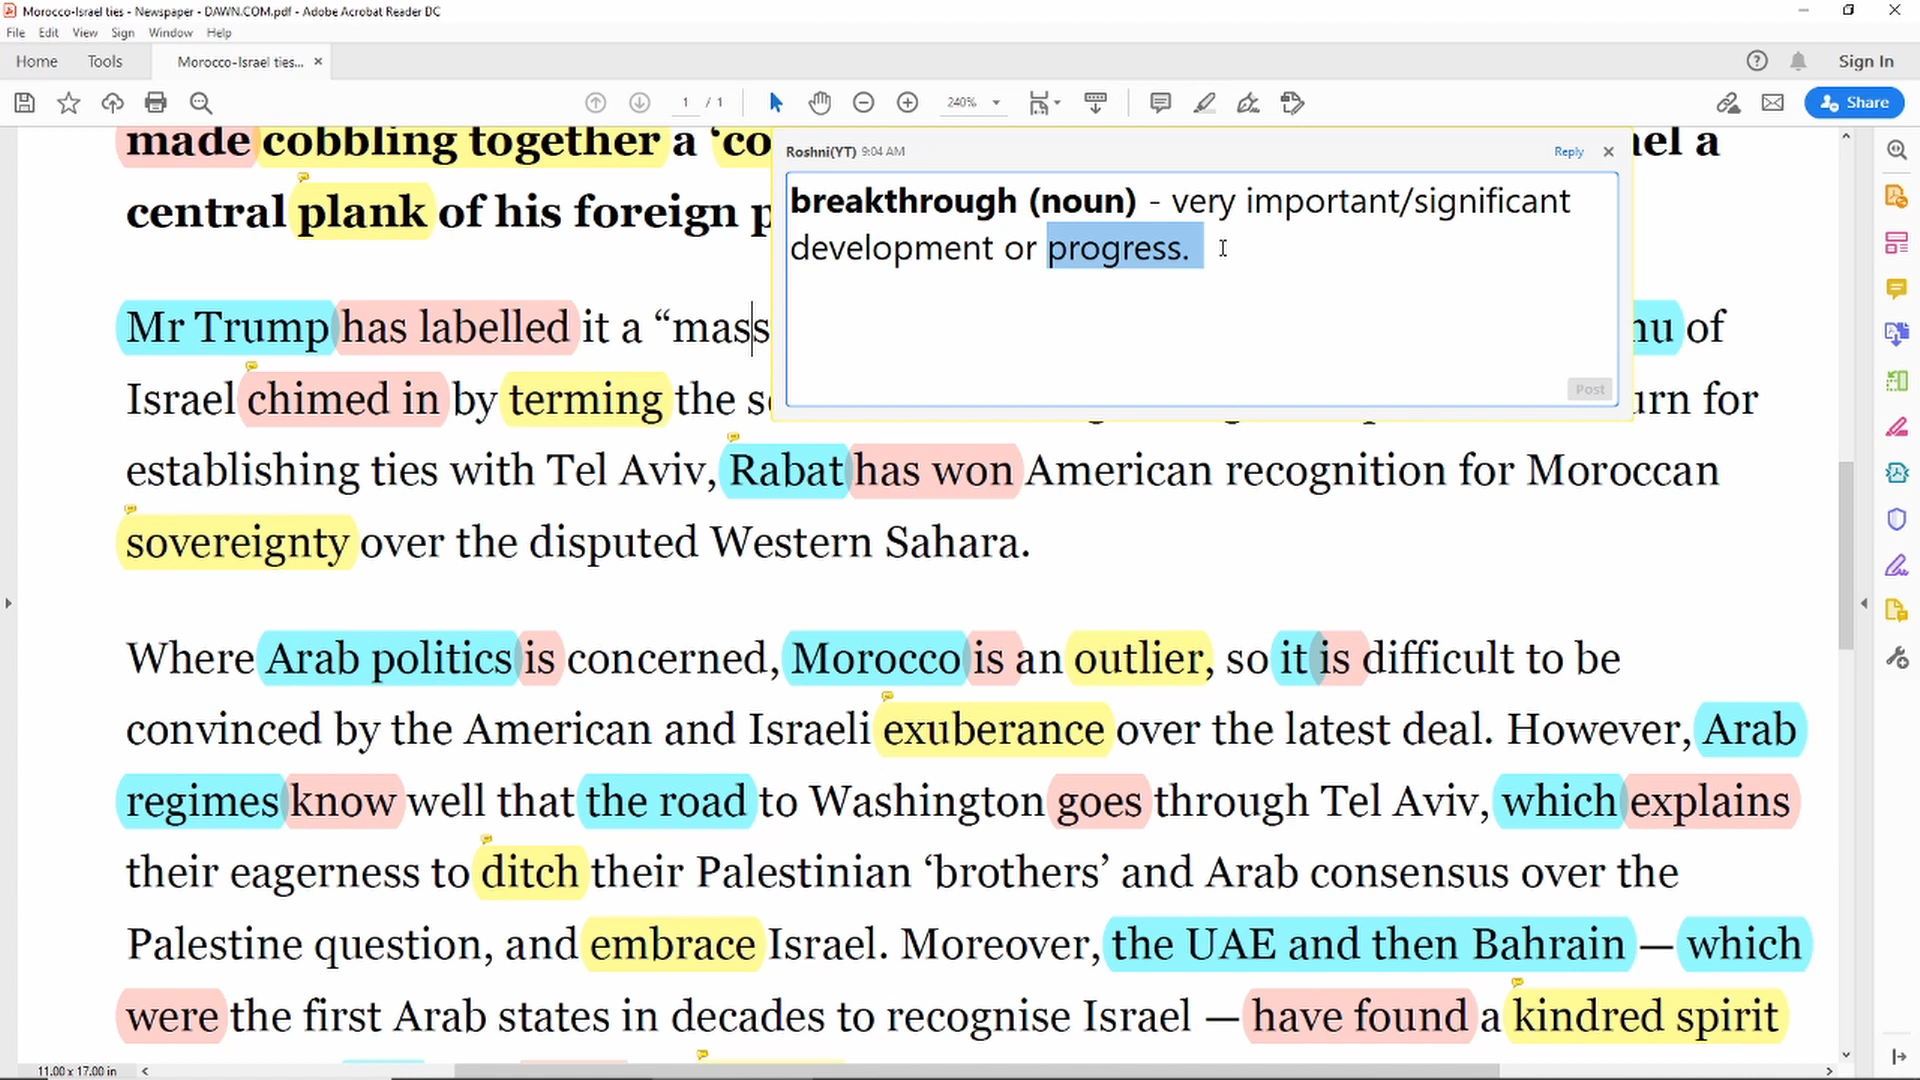 Morocco-Israel ties - Newspaper - DAWN.COM.pdf - Adobe Acrobat Reader DC
File Edit View Sign Window Help
Home Tools Morocco-Israel ties... × Sign In
1 / 1 240% Share
made cobbling together a ‘co
el a
central plank of his foreign p
Roshni(YT) 9:04 AM Reply
breakthrough (noun) - very important/significant
development or progress.
Post
Mr Trump has labelled it a “mass
nu of
Israel chimed in by terming the s
urn for
establishing ties with Tel Aviv, Rabat has won American recognition for Moroccan
sovereignty over the disputed Western Sahara.
Where Arab politics is concerned, Morocco is an outlier, so it is difficult to be
convinced by the American and Israeli exuberance over the latest deal. However, Arab
regimes know well that the road to Washington goes through Tel Aviv, which explains
their eagerness to ditch their Palestinian ‘brothers’ and Arab consensus over the
Palestine question, and embrace Israel. Moreover, the UAE and then Bahrain — which
were the first Arab states in decades to recognise Israel — have found a kindred spirit
11.00 x 17.00 in